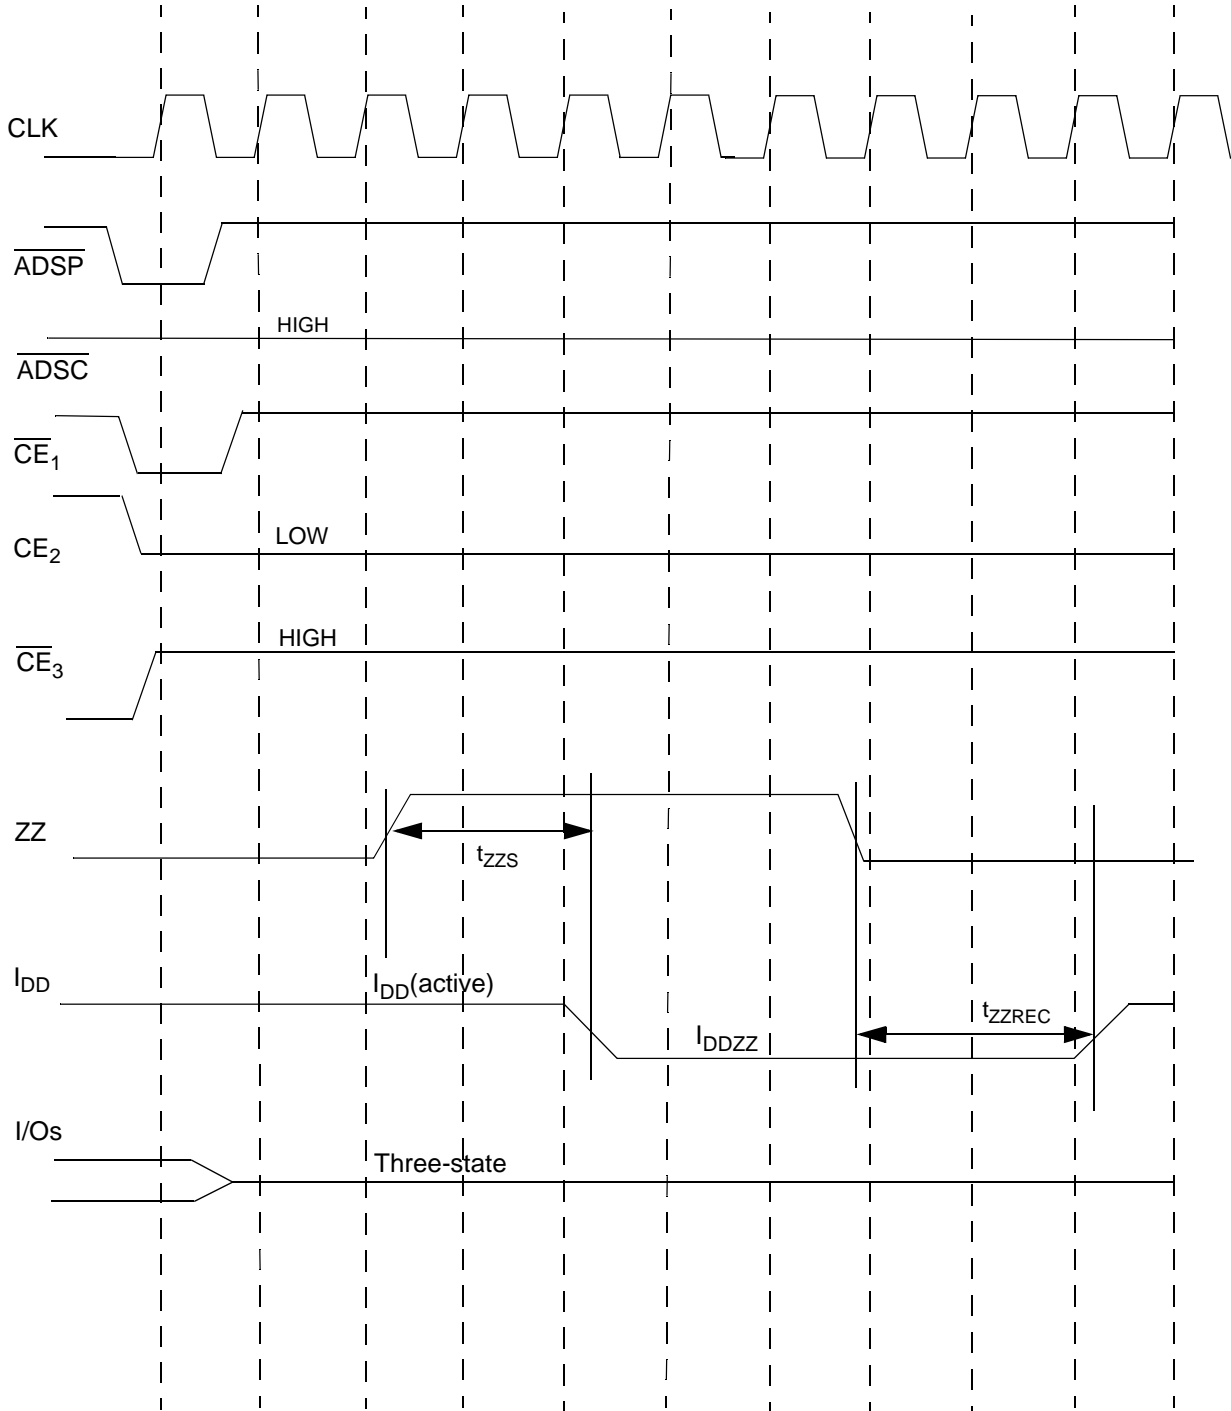 CLK
ADSP
HIGH
ADSC
CE1
LOW
CE2
HIGH
CE3
ZZ
tZZS
IDD
IDD(active)
tZZREC
IDDZZ
I/Os
Three-state